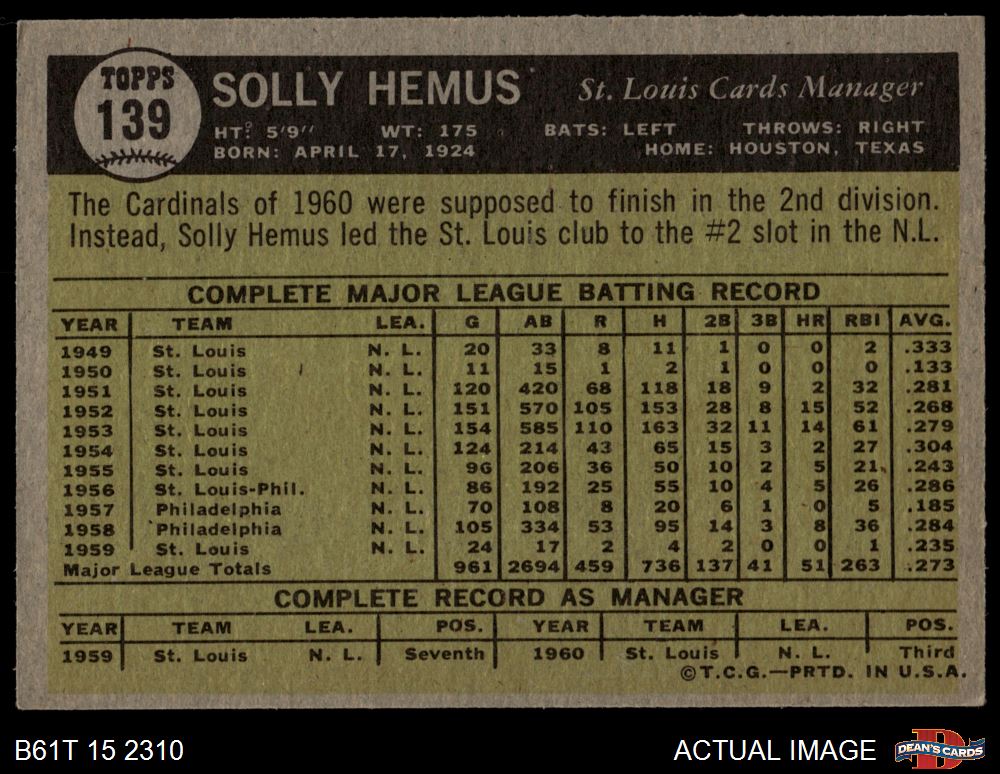 TOPPS
139
SOLLY HEMUS St. Louis Cards Manager
HT: 5'9" WT: 175 BATS: LEFT THROWS: RIGHT
BORN: APRIL 17, 1924 HOME: HOUSTON, TEXAS
The Cardinals of 1960 were supposed to finish in the 2nd division.
Instead, Solly Hemus led the St. Louis club to the #2 slot in the N.L.
COMPLETE MAJOR LEAGUE BATTING RECORD
YEAR TEAM LEA. G AB R H 2B 3B HR RBI AVG.
1949 St. Louis N. L. 20 33 8 11 1 0 0 2 .333
1950 St. Louis N. L. 11 15 1 2 1 0 0 0 .133
1951 St. Louis N. L. 120 420 68 118 18 9 2 32 .281
1952 St. Louis N. L. 151 570 105 153 28 8 15 52 .268
1953 St. Louis N. L. 154 585 110 163 32 11 14 61 .279
1954 St. Louis N. L. 124 214 43 65 15 3 2 27 .304
1955 St. Louis N. L. 96 206 36 50 10 2 5 21 .243
1956 St. Louis-Phil. N. L. 86 192 25 55 10 4 5 26 .286
1957 Philadelphia N. L. 70 108 8 20 6 1 0 5 .185
1958 Philadelphia N. L. 105 334 53 95 14 3 8 36 .284
1959 St. Louis N. L. 24 17 2 4 2 0 0 1 .235
Major League Totals 961 2694 459 736 137 41 51 263 .273
COMPLETE RECORD AS MANAGER
YEAR TEAM LEA. POS. YEAR TEAM LEA. POS.
1959 St. Louis N. L. Seventh 1960 St. Louis N. L. Third
©T.C.G.—PRTD. IN U.S.A.
B61T 15 2310 ACTUAL IMAGE DEAN'S CARDS